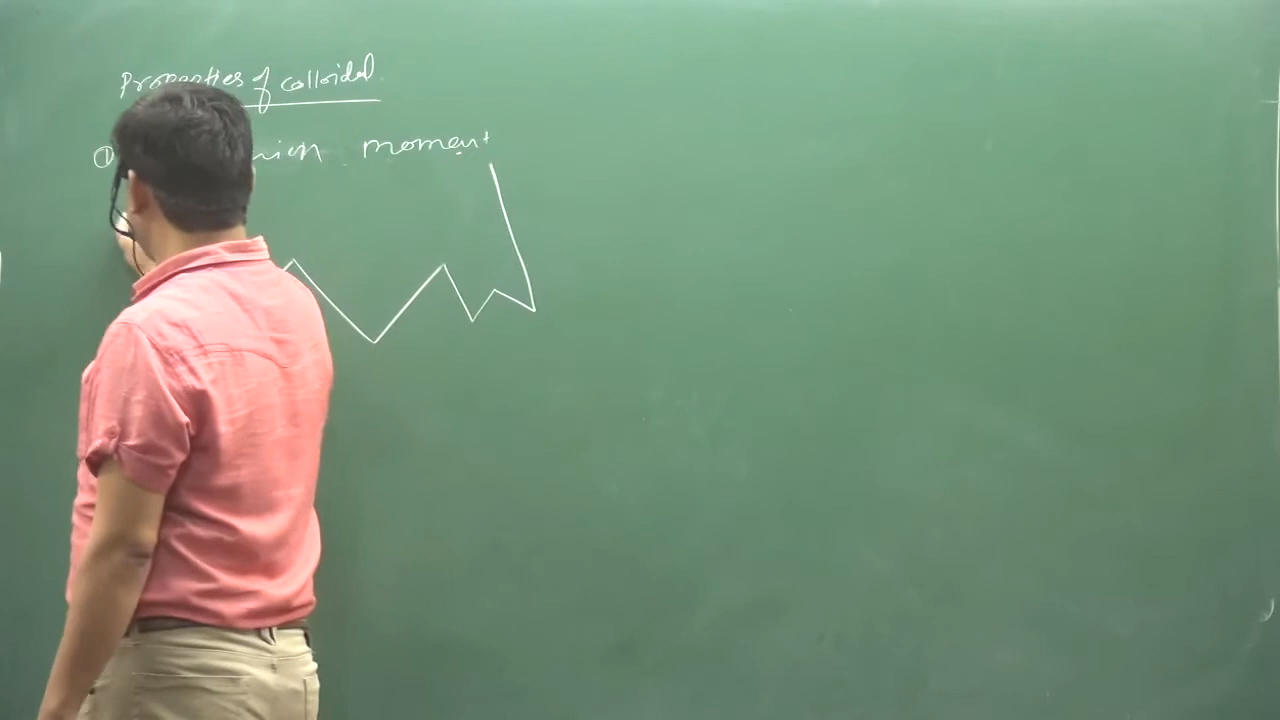 Properties of colloidal
① moment